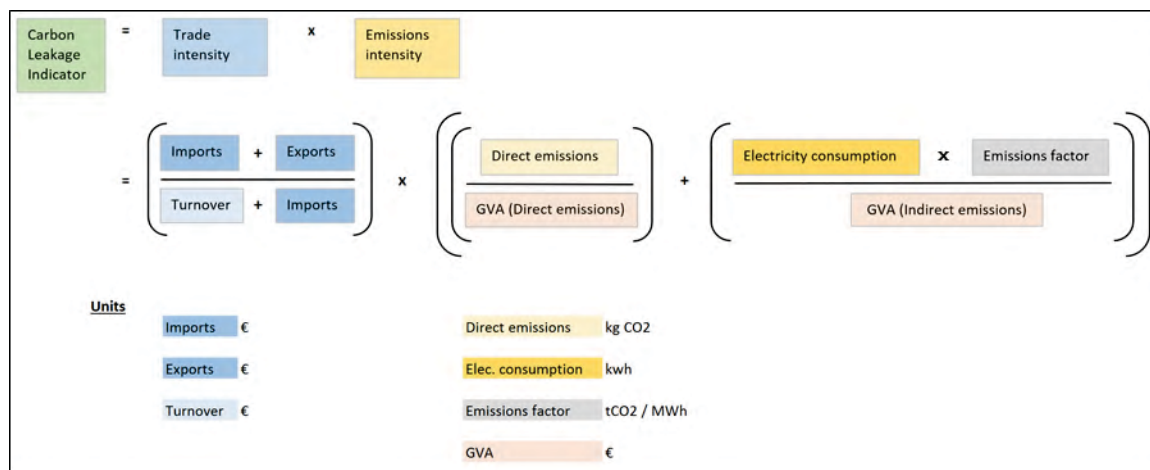 Carbon Leakage Indicator = Trade intensity x Emissions intensity
= ( Imports + Exports ) x ( ( Direct emissions ) + ( Electricity consumption x Emissions factor ) )
Turnover + Imports GVA (Direct emissions) GVA (Indirect emissions)
Units
Imports € Direct emissions kg CO2
Exports € Elec. consumption kwh
Turnover € Emissions factor tCO2 / MWh
GVA €